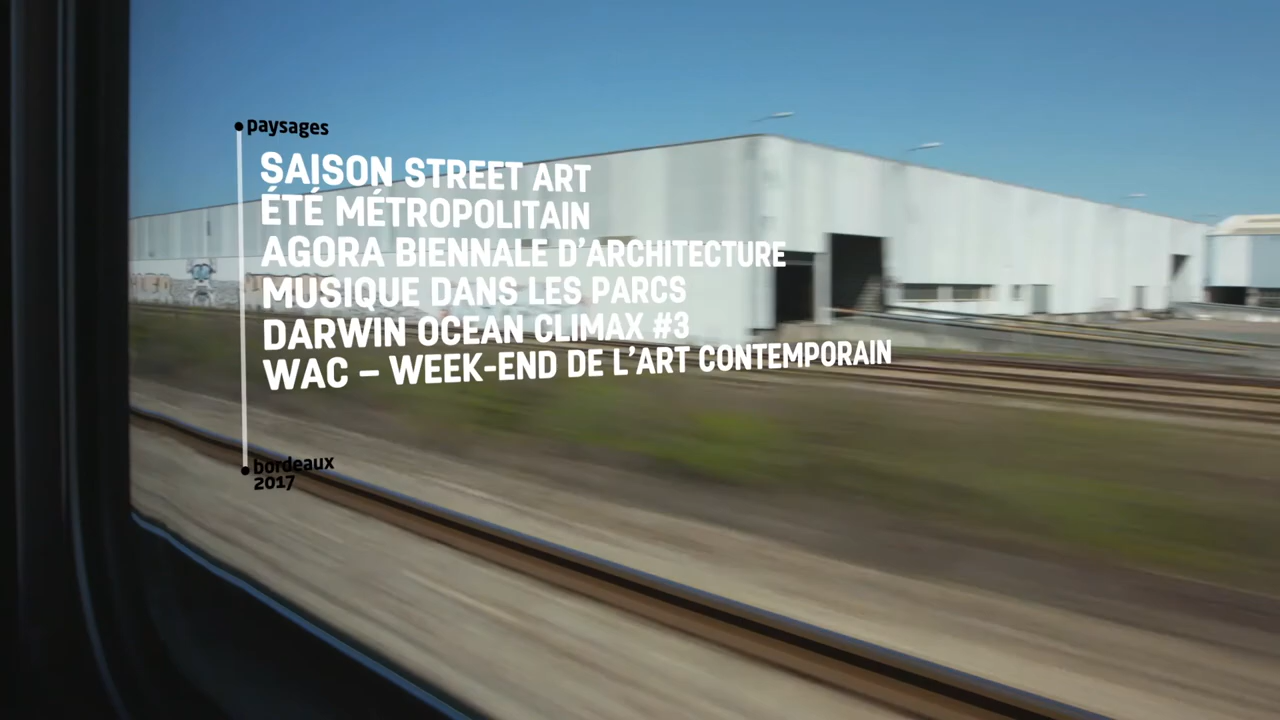 paysages
SAISON STREET ART
ÉTÉ MÉTROPOLITAIN
AGORA BIENNALE D'ARCHITECTURE
MUSIQUE DANS LES PARCS
DARWIN OCEAN CLIMAX #3
WAC – WEEK-END DE L'ART CONTEMPORAIN
bordeaux
2017